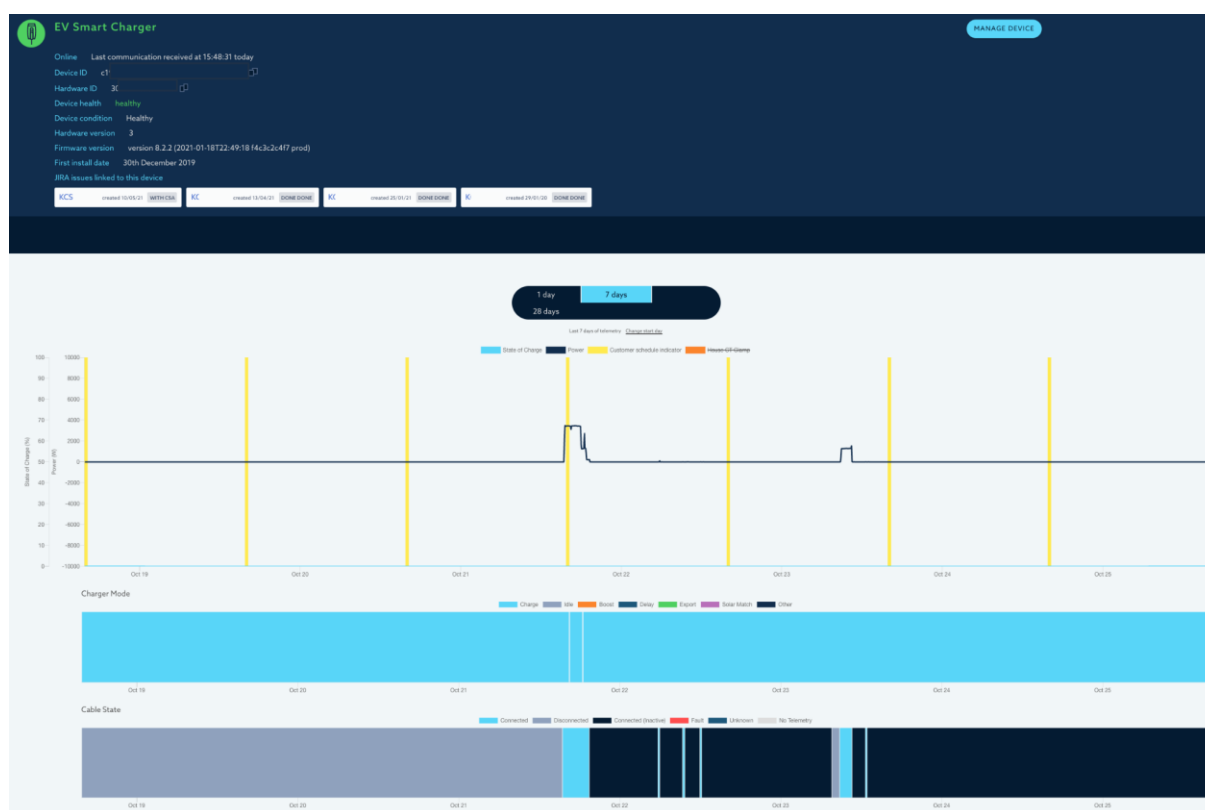 EV Smart Charger
MANAGE DEVICE
Online Last communication received at 15:48:31 today
Device ID
Hardware ID
Device health healthy
Device condition Healthy
Hardware version 3
Firmware version version 8.2.2 (2021-01-18T22:49:18 f4c3c2c4f7 prod)
First install date 30th December 2019
JIRA issues linked to this device
KCS created 10/05/21 WITH CSA created 13/04/21 DONE DONE created 25/01/21 DONE DONE created 29/01/20 DONE DONE
1 day 7 days
28 days
Last 7 days of telemetry Change start day
State of Charge Power Customer schedule indicator House CT Clamp
100 10000
90 8000
80 6000
70 4000
60 2000
50 0
40 -2000
30 -4000
20 -6000
10 -8000
0 -10000
State of Charge (%)
Power (W)
Oct 19 Oct 20 Oct 21 Oct 22 Oct 23 Oct 24 Oct 25
Charger Mode
Charge Idle Boost Delay Export Solar Match Other
Oct 19 Oct 20 Oct 21 Oct 22 Oct 23 Oct 24 Oct 25
Cable State
Connected Disconnected Connected (Inactive) Fault Unknown No Telemetry
Oct 19 Oct 20 Oct 21 Oct 22 Oct 23 Oct 24 Oct 25